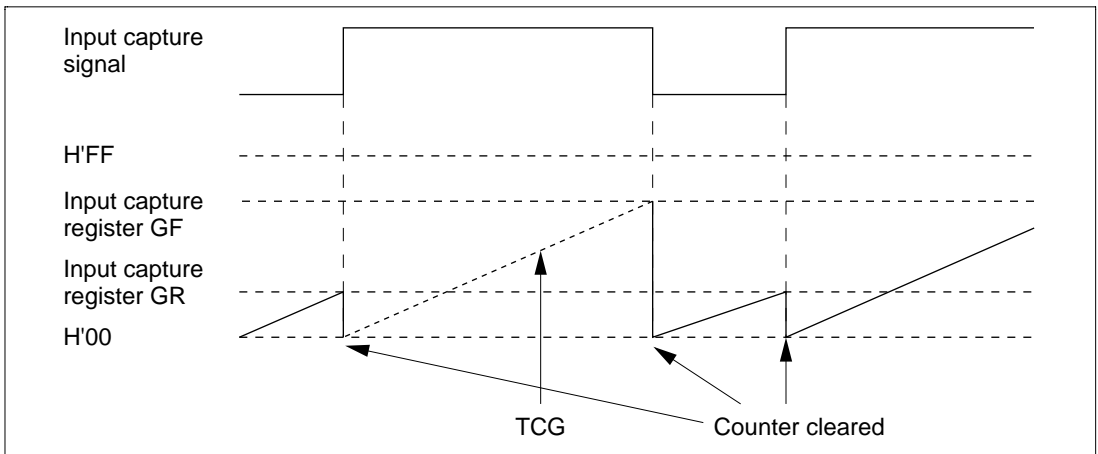 Input capture
signal
H'FF
Input capture
register GF
Input capture
register GR
H'00
TCG
Counter cleared